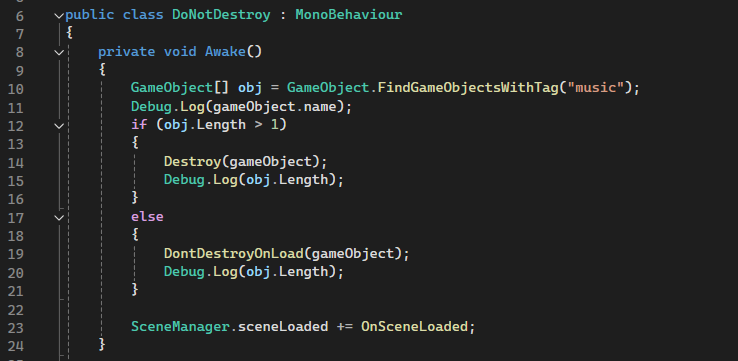 6 public class DoNotDestroy : MonoBehaviour
7 {
8 private void Awake()
9 {
10 GameObject[] obj = GameObject.FindGameObjectsWithTag("music");
11 Debug.Log(gameObject.name);
12 if (obj.Length > 1)
13 {
14 Destroy(gameObject);
15 Debug.Log(obj.Length);
16 }
17 else
18 {
19 DontDestroyOnLoad(gameObject);
20 Debug.Log(obj.Length);
21 }
22
23 SceneManager.sceneLoaded += OnSceneLoaded;
24 }